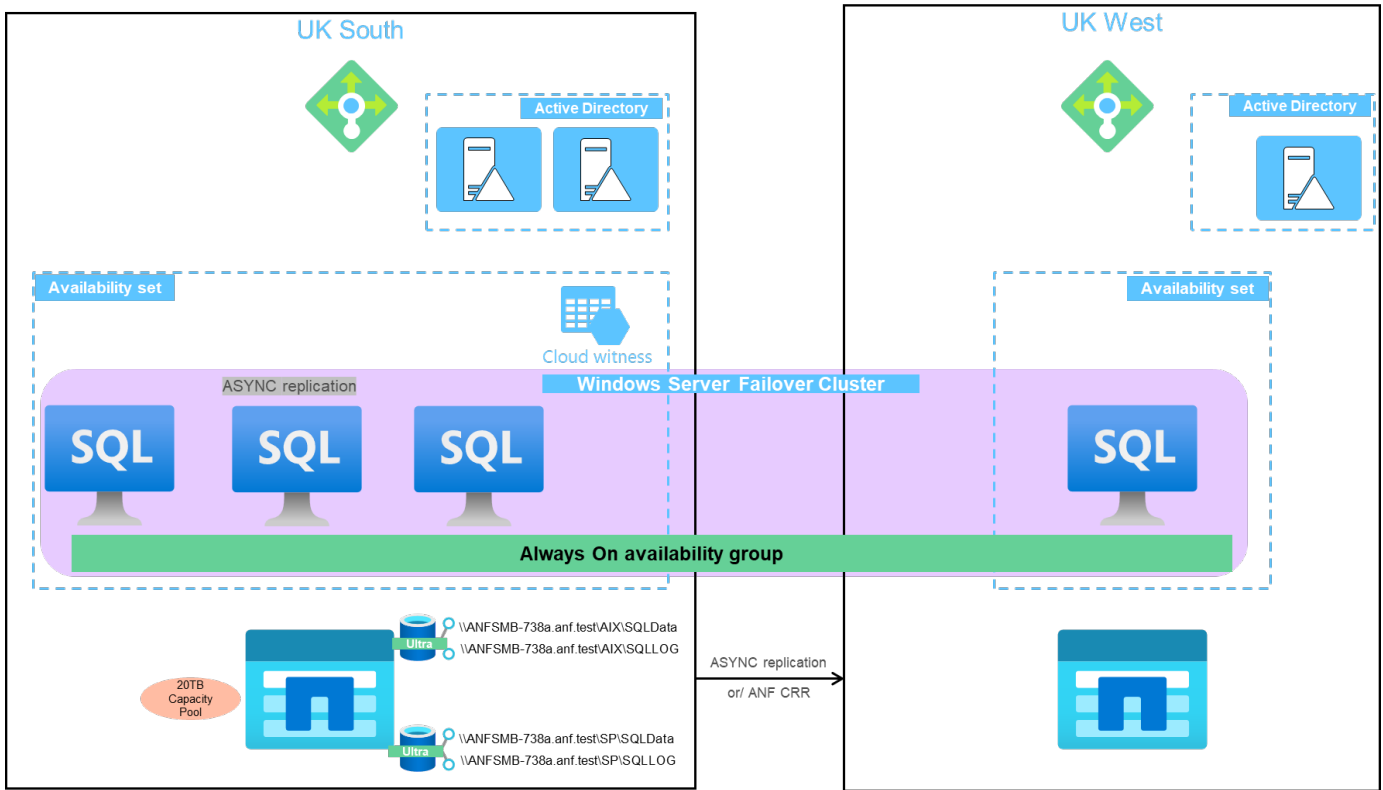 UK South
UK West
Active Directory
Active Directory
Availability set
Availability set
Cloud witness
ASYNC replication
Windows Server Failover Cluster
SQL
SQL
SQL
SQL
Always On availability group
Ultra
\\ANFSMB-738a.anf.test\AIX\SQLData
\\ANFSMB-738a.anf.test\AIX\SQLLOG
20TB
Capacity
Pool
ASYNC replication
or/ ANF CRR
Ultra
\\ANFSMB-738a.anf.test\SP\SQLData
\\ANFSMB-738a.anf.test\SP\SQLLOG